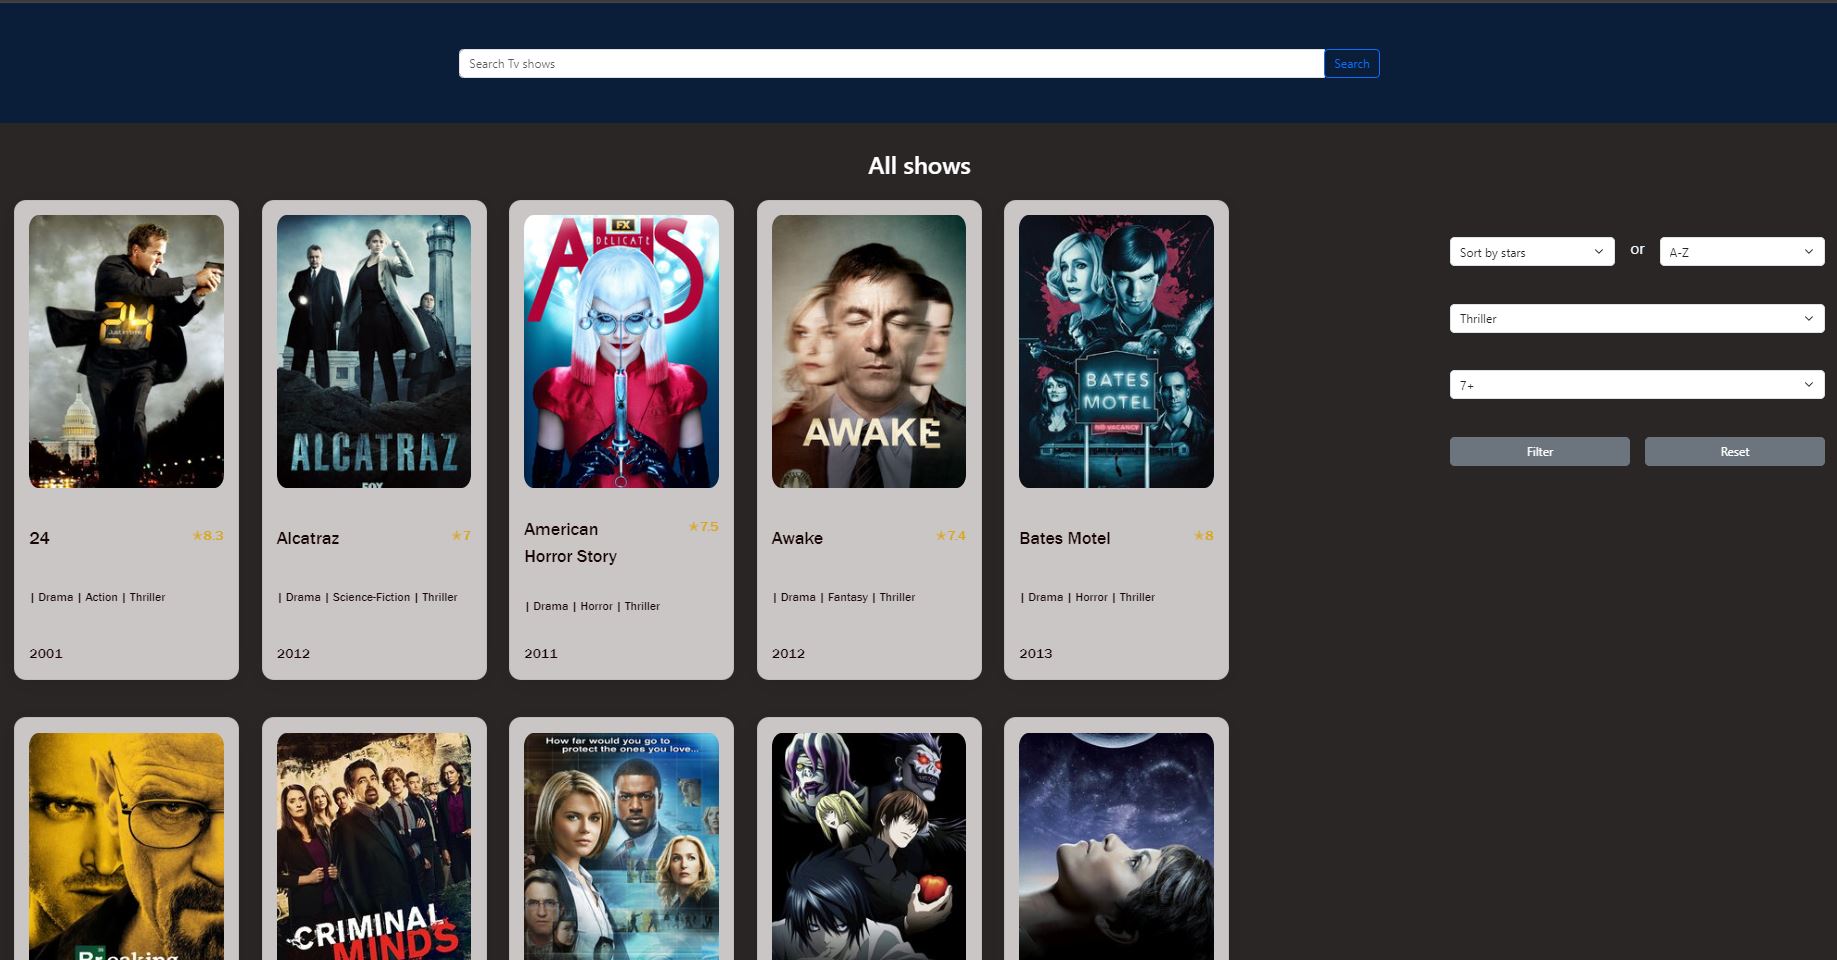 Search Tv shows
Search
All shows
Sort by stars
or
A-Z
Thriller
7+
Filter
Reset
24
ALCATRAZ
FOX
FX
AHS
DELICATE
AWAKE
BATES
MOTEL
NO VACANCY
24
★8.3
| Drama | Action | Thriller
2001
Alcatraz
★7
| Drama | Science-Fiction | Thriller
2012
American
Horror Story
★7.5
| Drama | Horror | Thriller
2011
Awake
★7.4
| Drama | Fantasy | Thriller
2012
Bates Motel
★8
| Drama | Horror | Thriller
2013
Breaking
CRIMINAL
MINDS
How far would you go to
protect the ones you love...